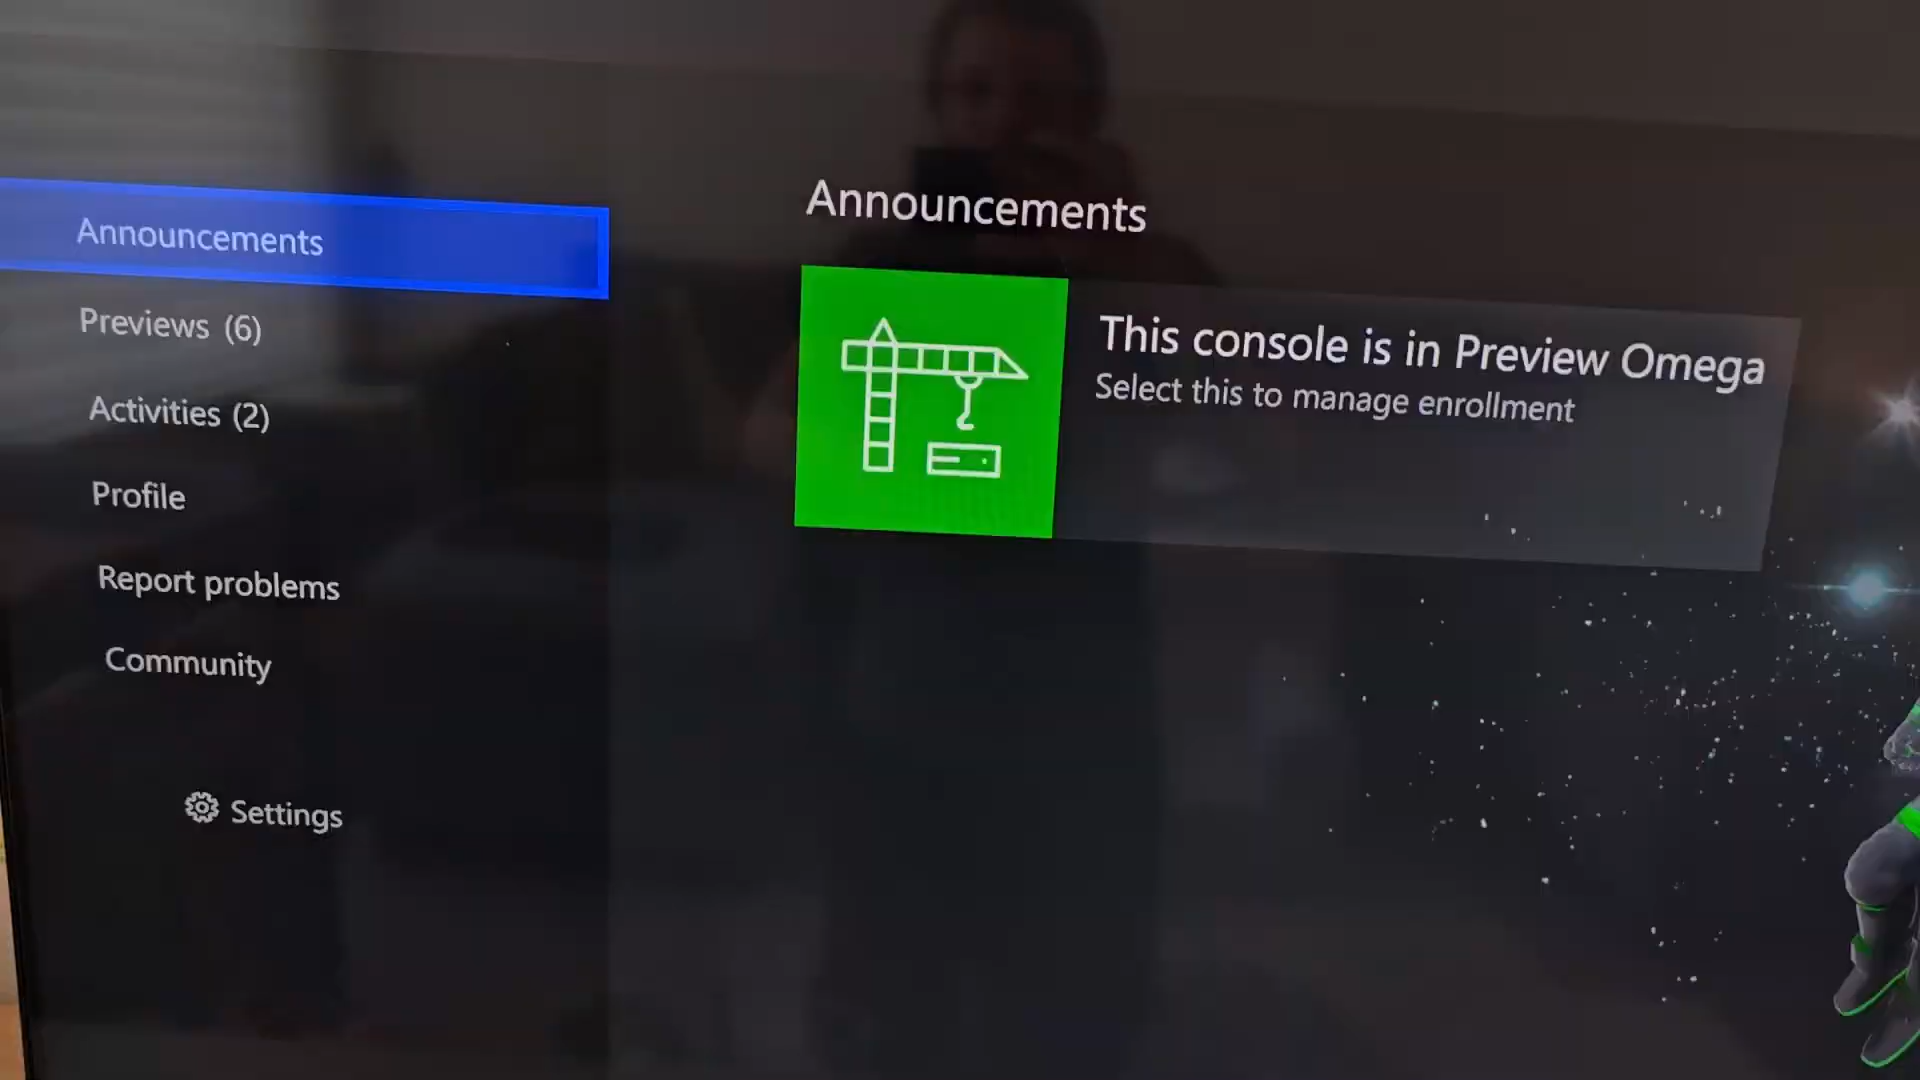 Announcements
Previews (6)
Activities (2)
Profile
Report problems
Community
Settings
Announcements
This console is in Preview Omega
Select this to manage enrollment